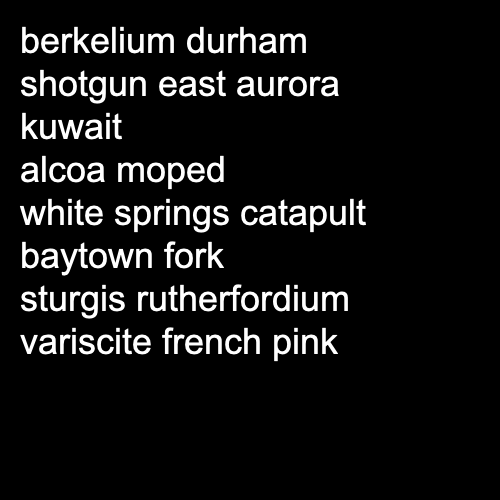 berkelium durham
shotgun east aurora
kuwait
alcoa moped
white springs catapult
baytown fork
sturgis rutherfordium
variscite french pink